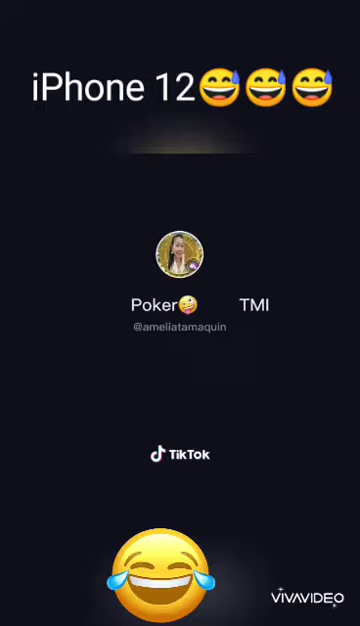 iPhone 12😅😅😅
Poker🤪 TMI
@ameliatamaquin
TikTok
VIVAVIDEO